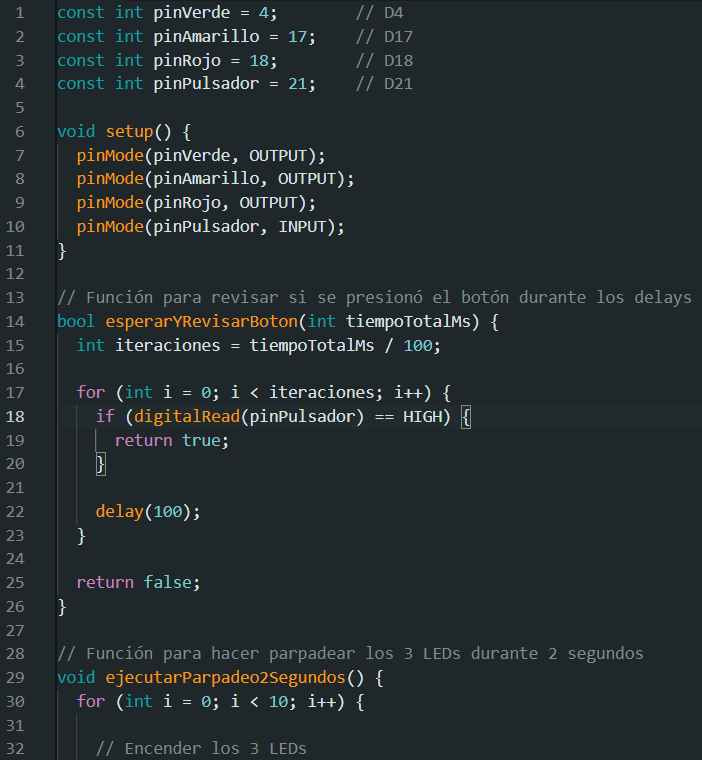 1 const int pinVerde = 4;        // D4
2 const int pinAmarillo = 17;    // D17
3 const int pinRojo = 18;        // D18
4 const int pinPulsador = 21;    // D21
5
6 void setup() {
7   pinMode(pinVerde, OUTPUT);
8   pinMode(pinAmarillo, OUTPUT);
9   pinMode(pinRojo, OUTPUT);
10   pinMode(pinPulsador, INPUT);
11 }
12
13 // Función para revisar si se presionó el botón durante los delays
14 bool esperarYRevisarBoton(int tiempoTotalMs) {
15   int iteraciones = tiempoTotalMs / 100;
16
17   for (int i = 0; i < iteraciones; i++) {
18     if (digitalRead(pinPulsador) == HIGH) {
19       return true;
20     }
21
22     delay(100);
23   }
24
25   return false;
26 }
27
28 // Función para hacer parpadear los 3 LEDs durante 2 segundos
29 void ejecutarParpadeo2Segundos() {
30   for (int i = 0; i < 10; i++) {
31
32     // Encender los 3 LEDs